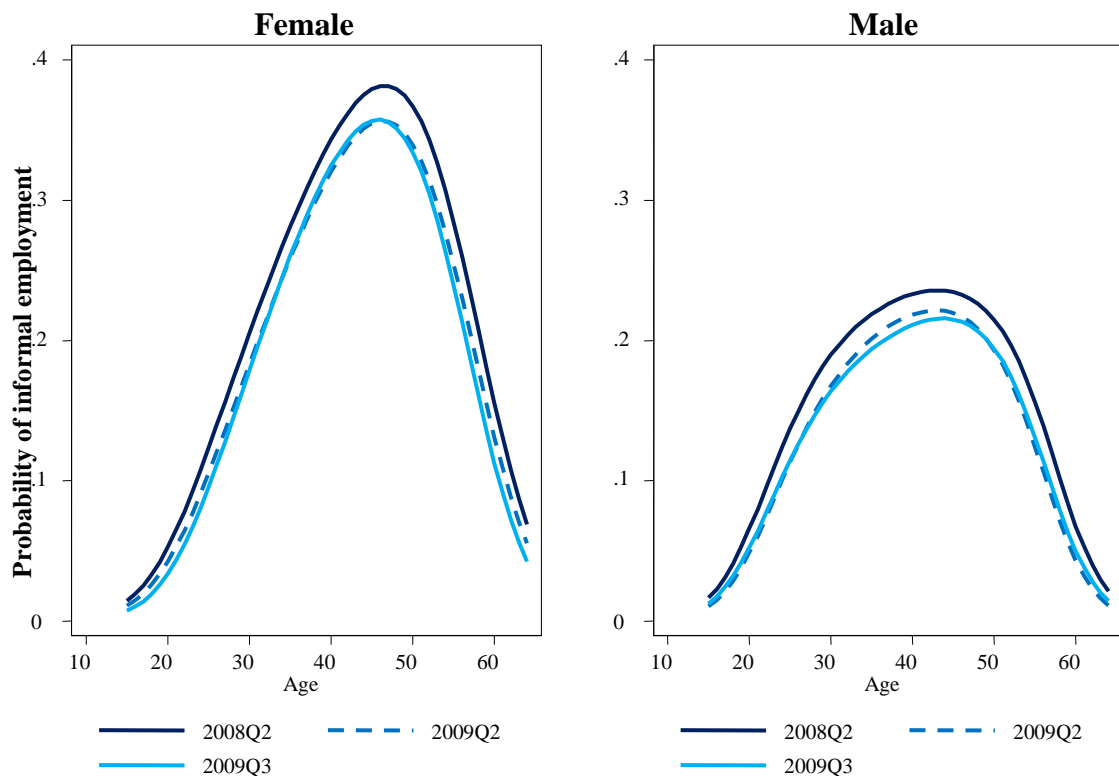 Female
Probability of informal employment
.4
.3
.2
.1
0
10 20 30 40 50 60
Age
2008Q2 2009Q2
2009Q3
Male
.4
.3
.2
.1
0
10 20 30 40 50 60
Age
2008Q2 2009Q2
2009Q3